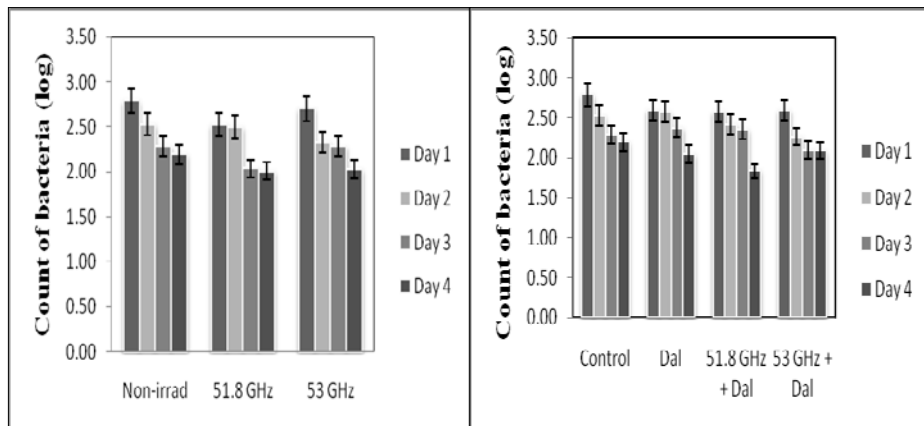 Count of bacteria (log)
3.50
3.00
2.50
2.00
1.50
1.00
0.50
0.00
Non-irrad 51.8 GHz 53 GHz
Day 1
Day 2
Day 3
Day 4
Count of bacteria (log)
3.50
3.00
2.50
2.00
1.50
1.00
0.50
0.00
Control Dal 51.8 GHz 53 GHz +
+ Dal Dal
Day 1
Day 2
Day 3
Day 4